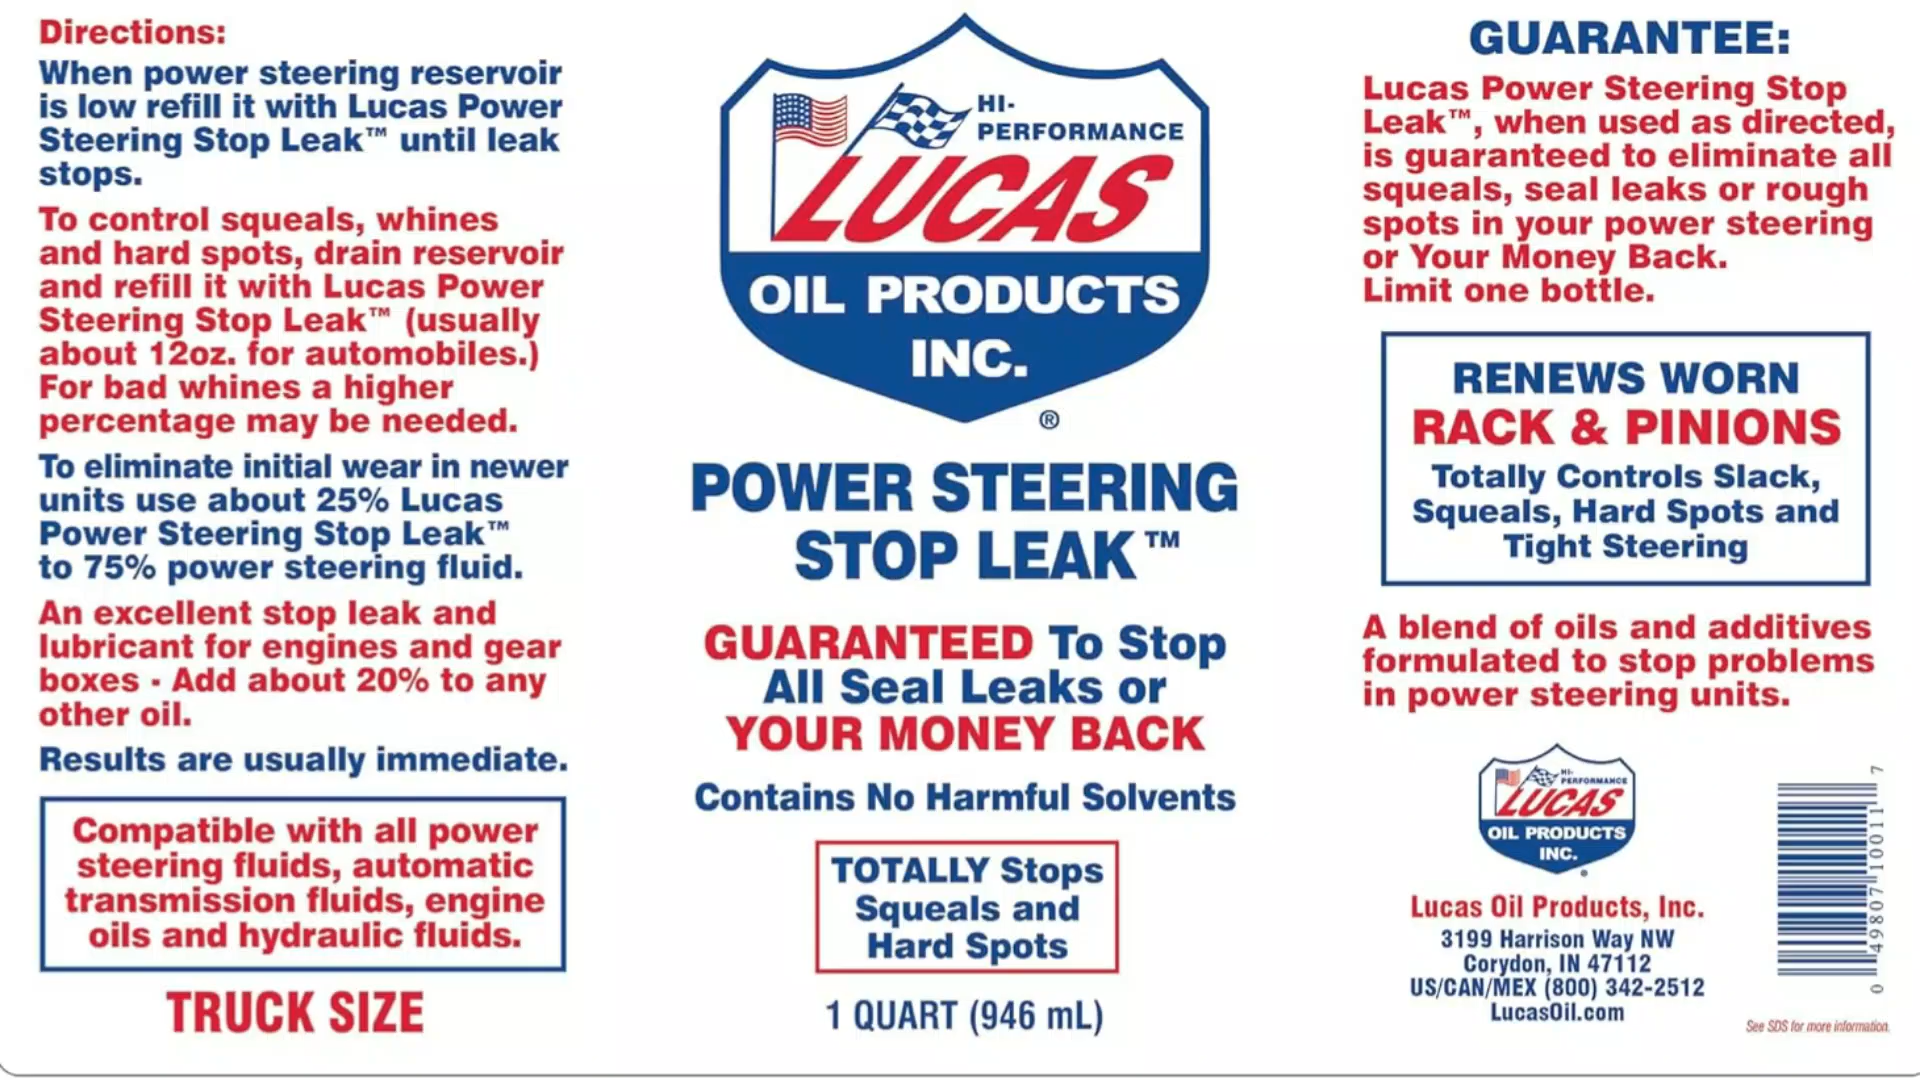 Directions:
When power steering reservoir
is low refill it with Lucas Power
Steering Stop Leak™ until leak
stops.
To control squeals, whines
and hard spots, drain reservoir
and refill it with Lucas Power
Steering Stop Leak™ (usually
about 12oz. for automobiles.)
For bad whines a higher
percentage may be needed.
To eliminate initial wear in newer
units use about 25% Lucas
Power Steering Stop Leak™
to 75% power steering fluid.
An excellent stop leak and
lubricant for engines and gear
boxes - Add about 20% to any
other oil.
Results are usually immediate.
Compatible with all power
steering fluids, automatic
transmission fluids, engine
oils and hydraulic fluids.
TRUCK SIZE
HI-
PERFORMANCE
LUCAS
OIL PRODUCTS
INC.
®
POWER STEERING
STOP LEAK™
GUARANTEED To Stop
All Seal Leaks or
YOUR MONEY BACK
Contains No Harmful Solvents
TOTALLY Stops
Squeals and
Hard Spots
1 QUART (946 mL)
GUARANTEE:
Lucas Power Steering Stop
Leak™, when used as directed,
is guaranteed to eliminate all
squeals, seal leaks or rough
spots in your power steering
or Your Money Back.
Limit one bottle.
RENEWS WORN
RACK & PINIONS
Totally Controls Slack,
Squeals, Hard Spots and
Tight Steering
A blend of oils and additives
formulated to stop problems
in power steering units.
HI-
PERFORMANCE
LUCAS
OIL PRODUCTS
INC.
Lucas Oil Products, Inc.
3199 Harrison Way NW
Corydon, IN 47112
US/CAN/MEX (800) 342-2512
LucasOil.com
0 49807 10011 7
See SDS for more information.